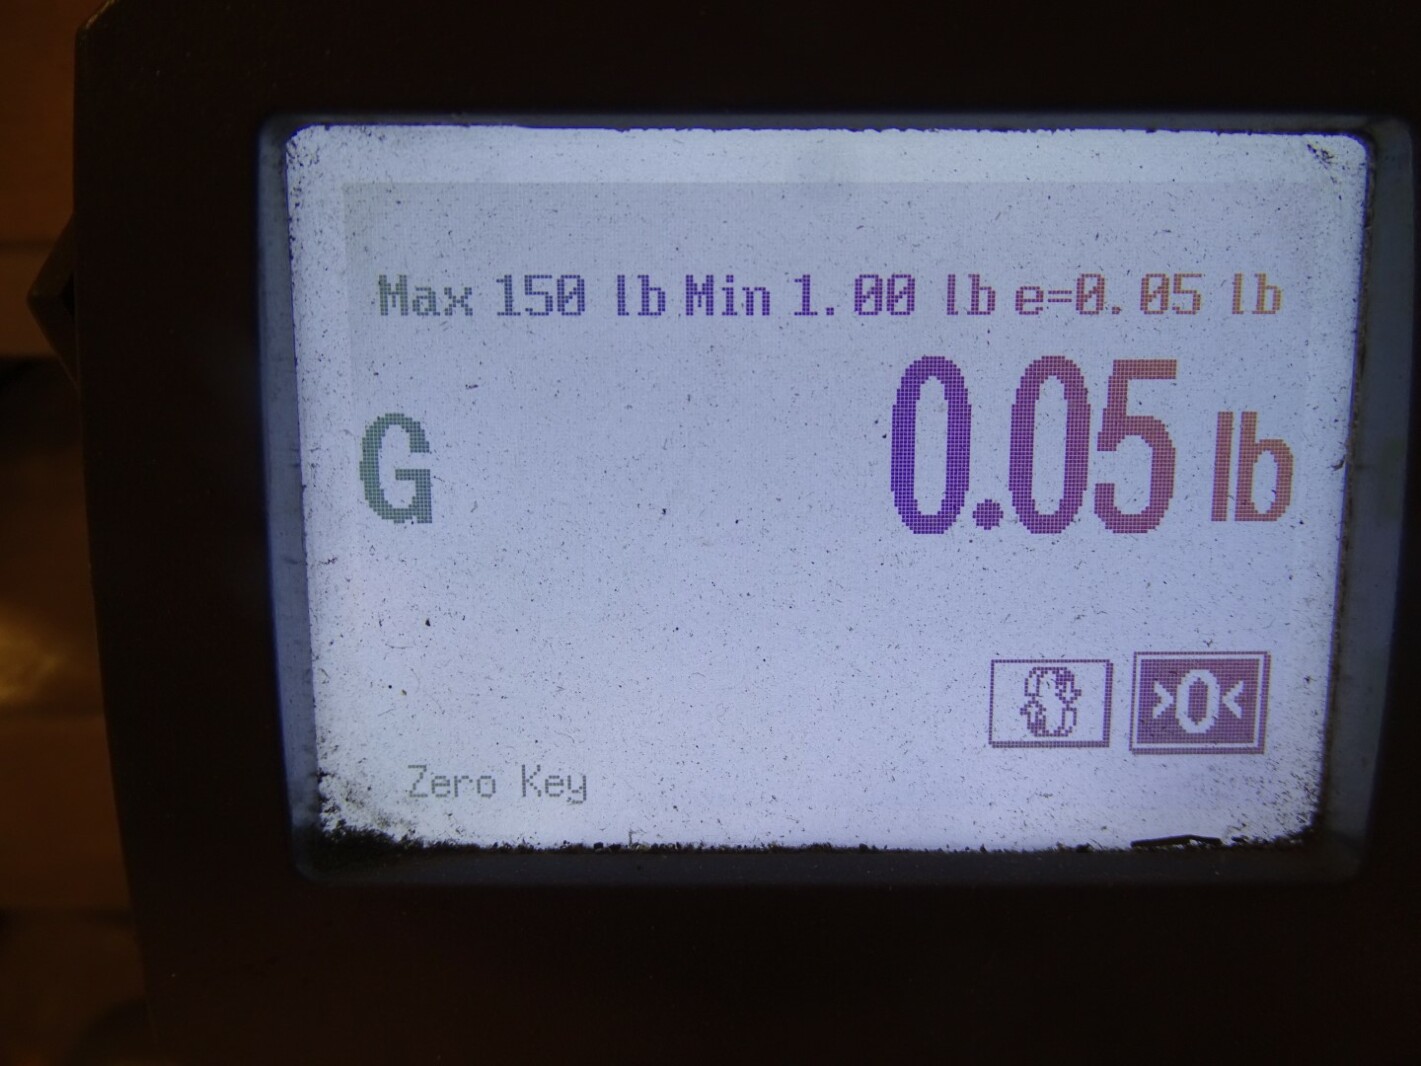 Max 150 lb Min 1.00 lb e=0.05 lb
G 0.05 lb
>0<
Zero Key